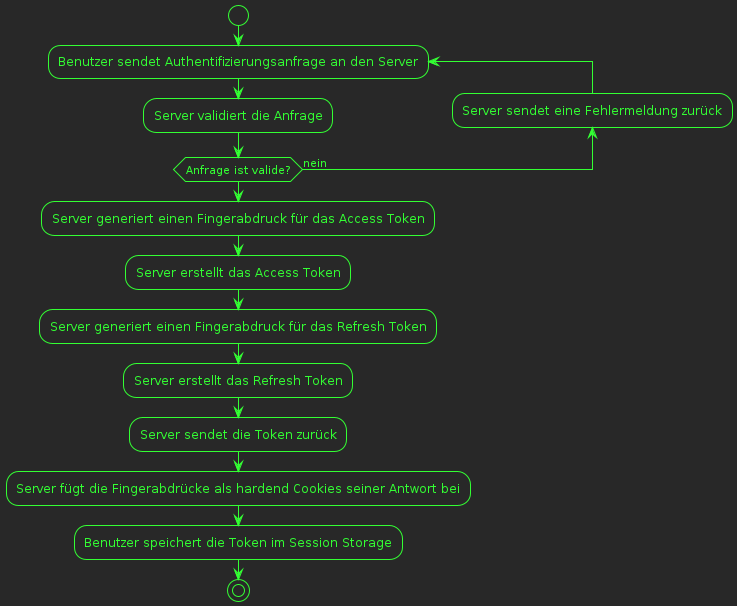 Benutzer sendet Authentifizierungsanfrage an den Server
Server sendet eine Fehlermeldung zurück
Server validiert die Anfrage
Anfrage ist valide?
nein
Server generiert einen Fingerabdruck für das Access Token
Server erstellt das Access Token
Server generiert einen Fingerabdruck für das Refresh Token
Server erstellt das Refresh Token
Server sendet die Token zurück
Server fügt die Fingerabdrücke als hardend Cookies seiner Antwort bei
Benutzer speichert die Token im Session Storage